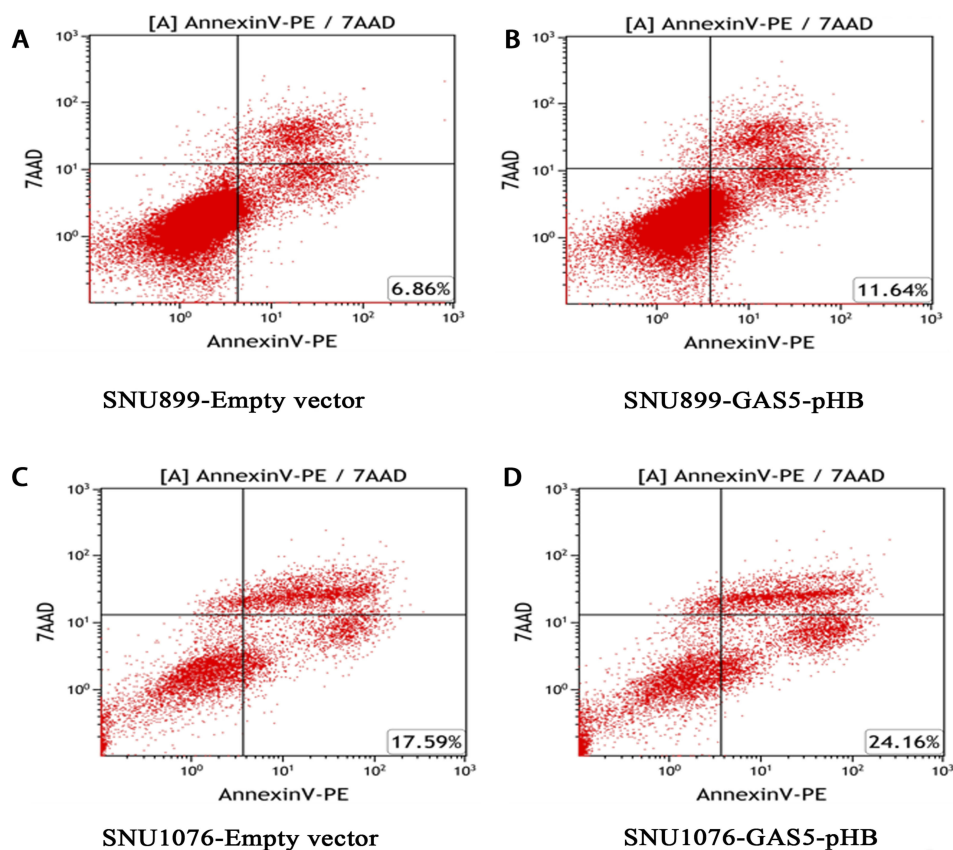 A
[A] AnnexinV-PE / 7AAD
10³
10²
10¹
10⁰
7AAD
6.86%
10⁰ 10¹ 10² 10³
AnnexinV-PE
SNU899-Empty vector
B
[A] AnnexinV-PE / 7AAD
10³
10²
10¹
10⁰
7AAD
11.64%
10⁰ 10¹ 10² 10³
AnnexinV-PE
SNU899-GAS5-pHB
C
[A] AnnexinV-PE / 7AAD
10³
10²
10¹
10⁰
7AAD
17.59%
10⁰ 10¹ 10² 10³
AnnexinV-PE
SNU1076-Empty vector
D
[A] AnnexinV-PE / 7AAD
10³
10²
10¹
10⁰
7AAD
24.16%
10⁰ 10¹ 10² 10³
AnnexinV-PE
SNU1076-GAS5-pHB